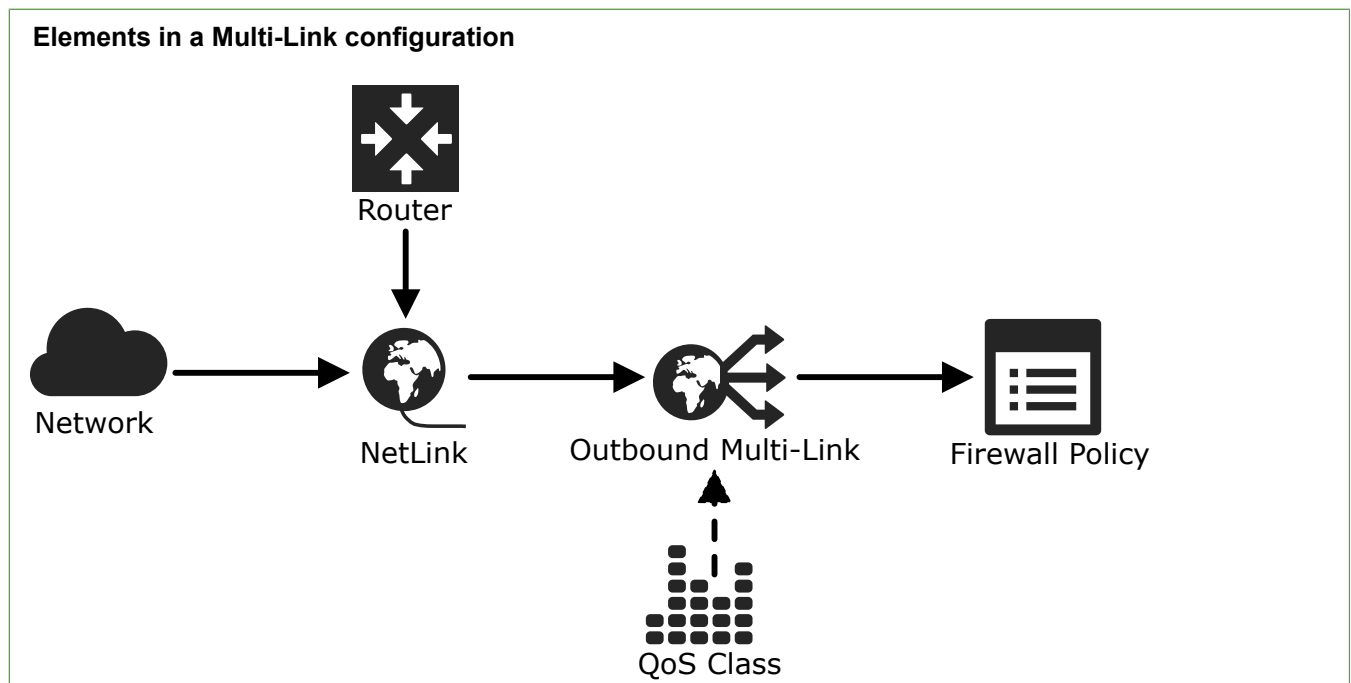 Elements in a Multi-Link configuration
Router
Network
NetLink
Outbound Multi-Link
Firewall Policy
QoS Class